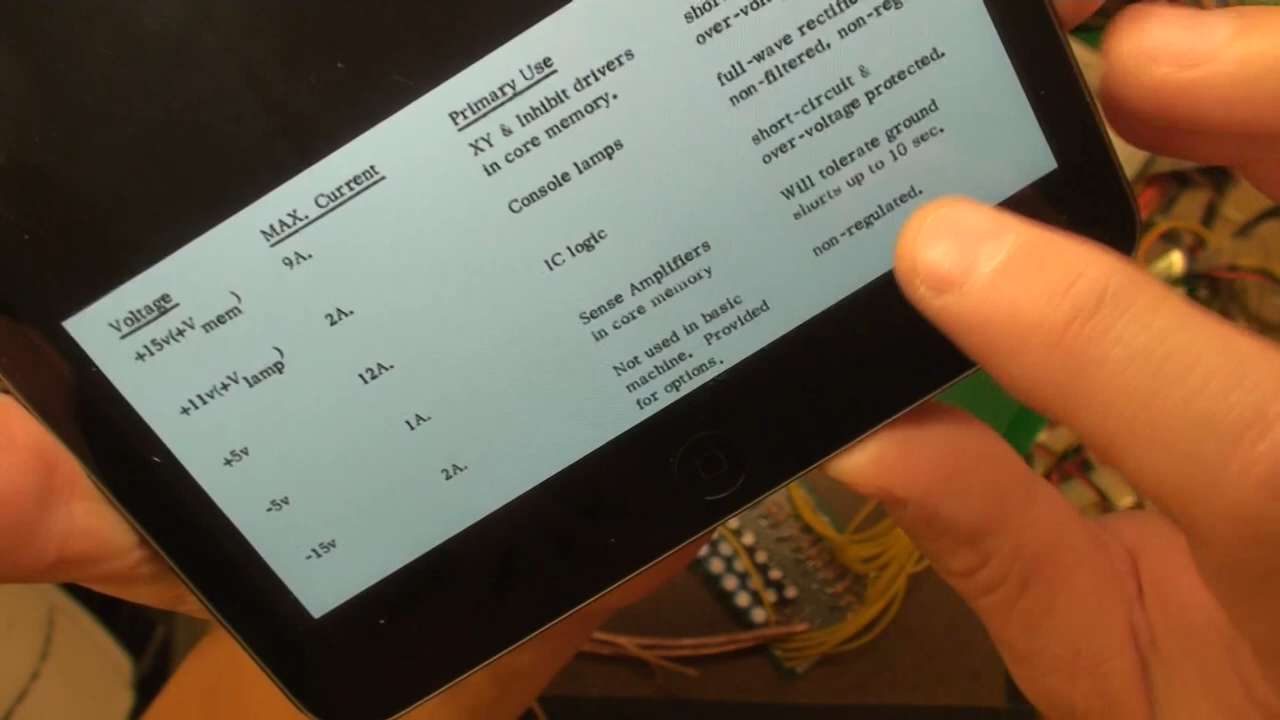 Voltage MAX. Current Primary Use
+15v(+V mem) 9A. XY & Inhibit drivers
in core memory.
over-vol
+11v(+V lamp) 2A. Console lamps full-wave
non-filtered,
+5v 12A. IC logic short-circuit &
over-voltage protected.
-5v 1A. Sense Amplifiers Will tolerate ground
in core memory shorts up to 10 sec.
-15v 2A. Not used in basic non-regulated.
machine. Provided
for options.